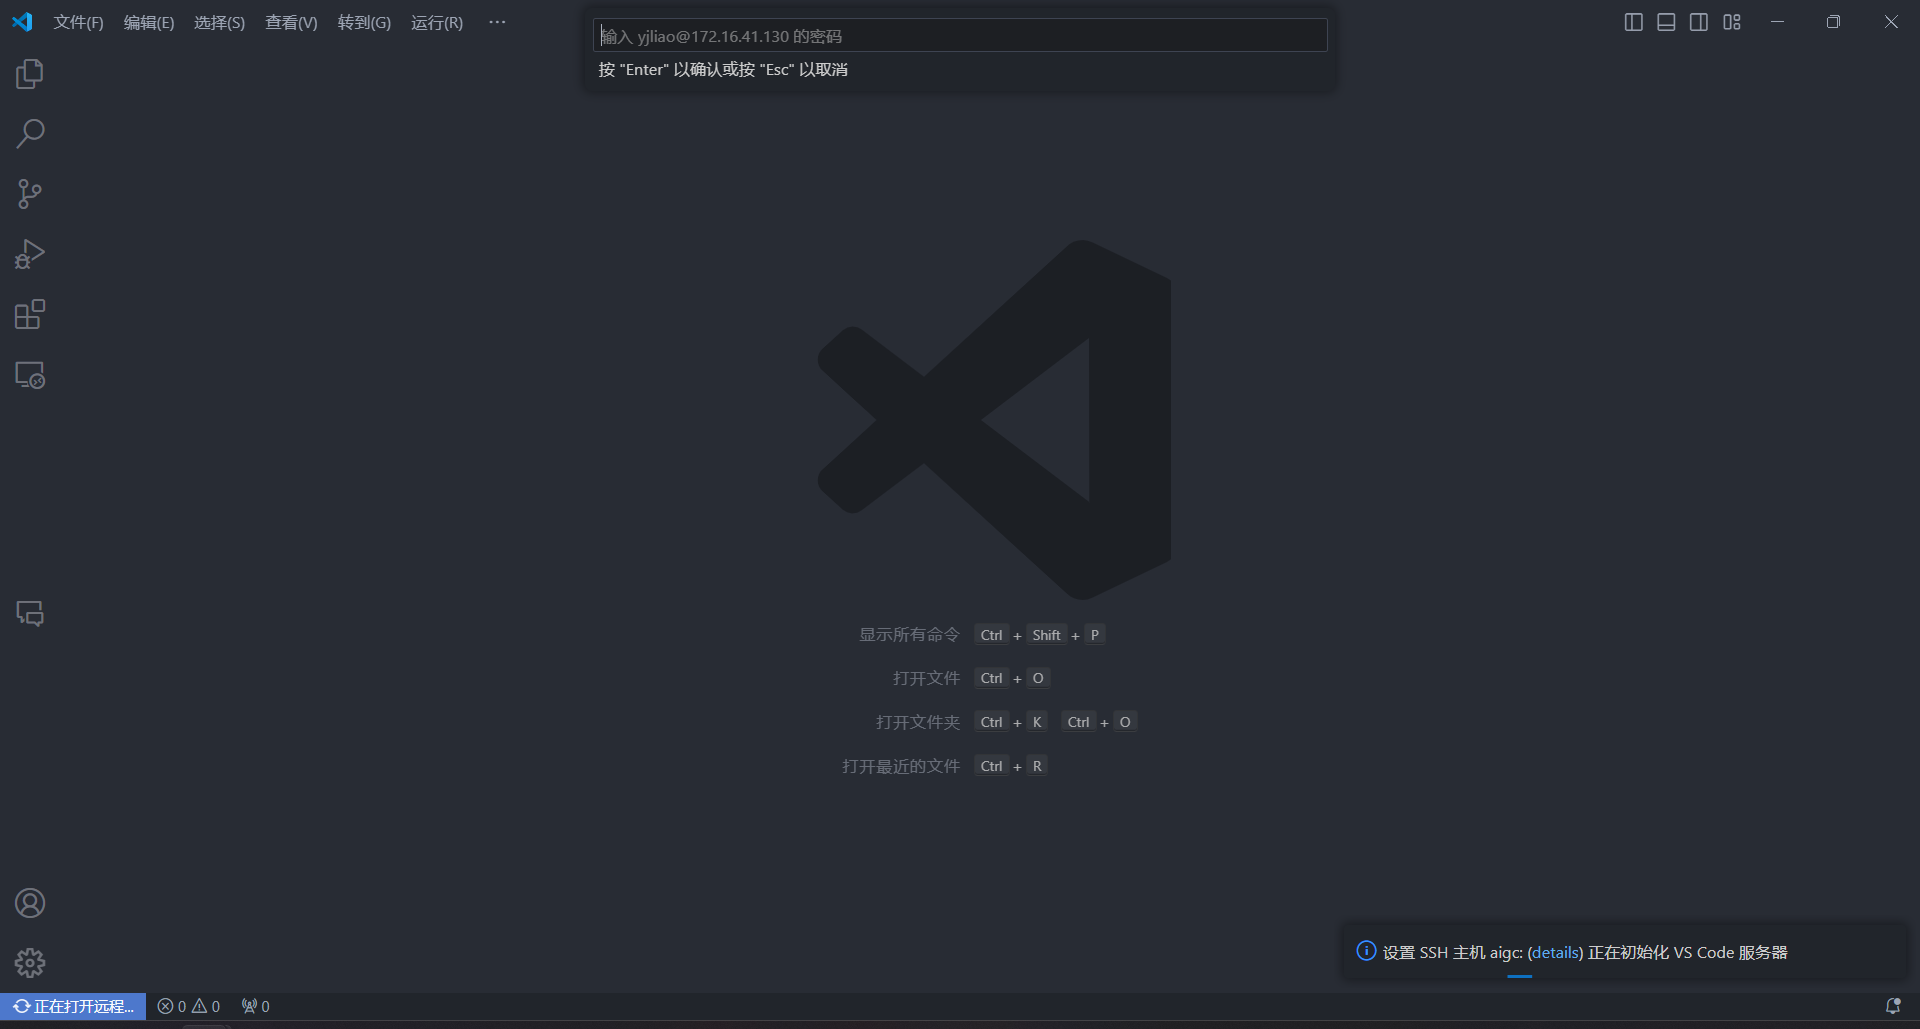 文件(F) 编辑(E) 选择(S) 查看(V) 转到(G) 运行(R) ···
输入 yjliao@172.16.41.130 的密码
按 "Enter" 以确认或按 "Esc" 以取消
显示所有命令 Ctrl + Shift + P
打开文件 Ctrl + O
打开文件夹 Ctrl + K Ctrl + O
打开最近的文件 Ctrl + R
设置 SSH 主机 aigc: (details) 正在初始化 VS Code 服务器
正在打开远程... 0 0 0